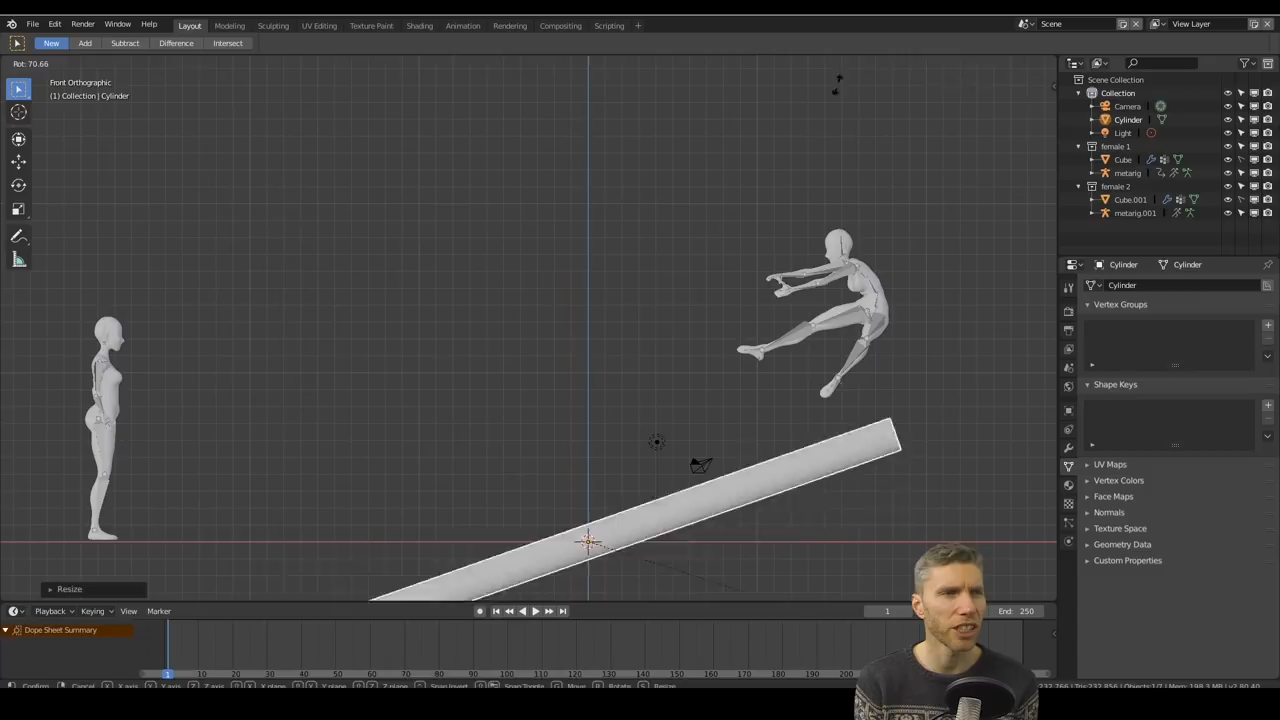 File Edit Render Window Help Layout Modeling Sculpting UV Editing Texture Paint Shading Animation Rendering Compositing Scripting + Scene View Layer
New Add Subtract Difference Intersect
Rot: 70.66
Front Orthographic
(1) Collection | Cylinder
Scene Collection
Collection
Camera
Cylinder
Light
female 1
Cube
metarig
female 2
Cube.001
metarig.001
Cylinder Cylinder
Cylinder
Vertex Groups
Shape Keys
UV Maps
Vertex Colors
Face Maps
Normals
Texture Space
Geometry Data
Custom Properties
Resize
Playback Keying View Marker 1 End: 250
Dope Sheet Summary
1 10 20 30 40 50 60 70 80 90 100 110 120 130 140 150 160 170 180 190 200